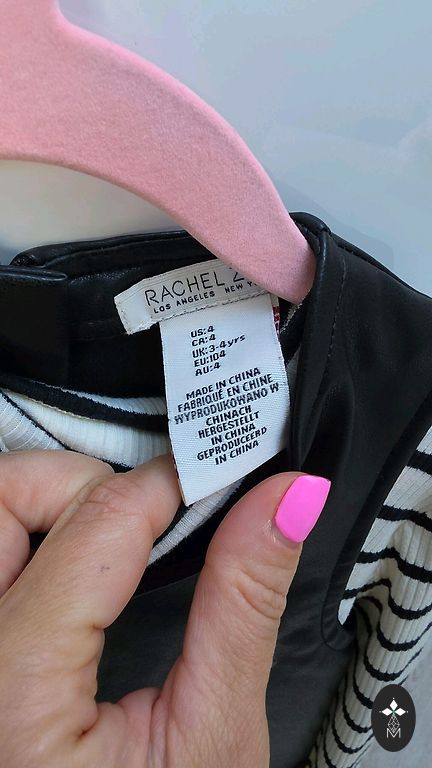 RACHEL Z
LOS ANGELES NEW Y
US:4
CA:4
UK:3-4yrs
EU:104
AU:4
MADE IN CHINA
FABRIQUÉ EN CHINE
WYPRODUKOWANO W
CHINACH
HERGESTELLT
IN CHINA
GEPRODUCEERD
IN CHINA
M